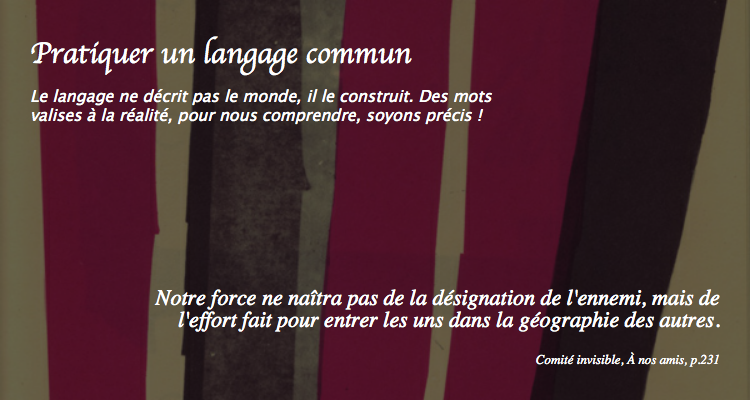 Pratiquer un langage commun
Le langage ne décrit pas le monde, il le construit. Des mots
valises à la réalité, pour nous comprendre, soyons précis !
Notre force ne naîtra pas de la désignation de l'ennemi, mais de
l'effort fait pour entrer les uns dans la géographie des autres.
Comité invisible, À nos amis, p.231